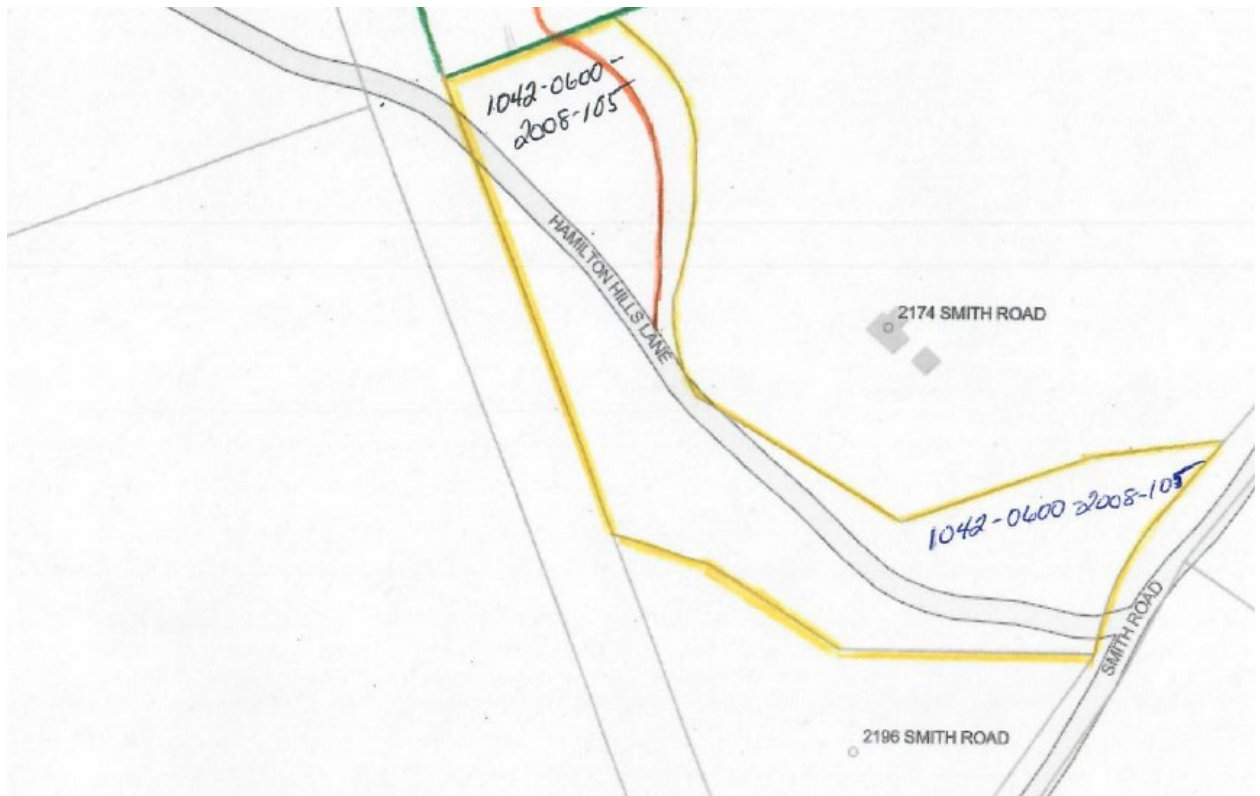 1042-0600-
2008-105
HAMILTON HILLS LANE
2174 SMITH ROAD
1042-0600-2008-105
SMITH ROAD
2196 SMITH ROAD